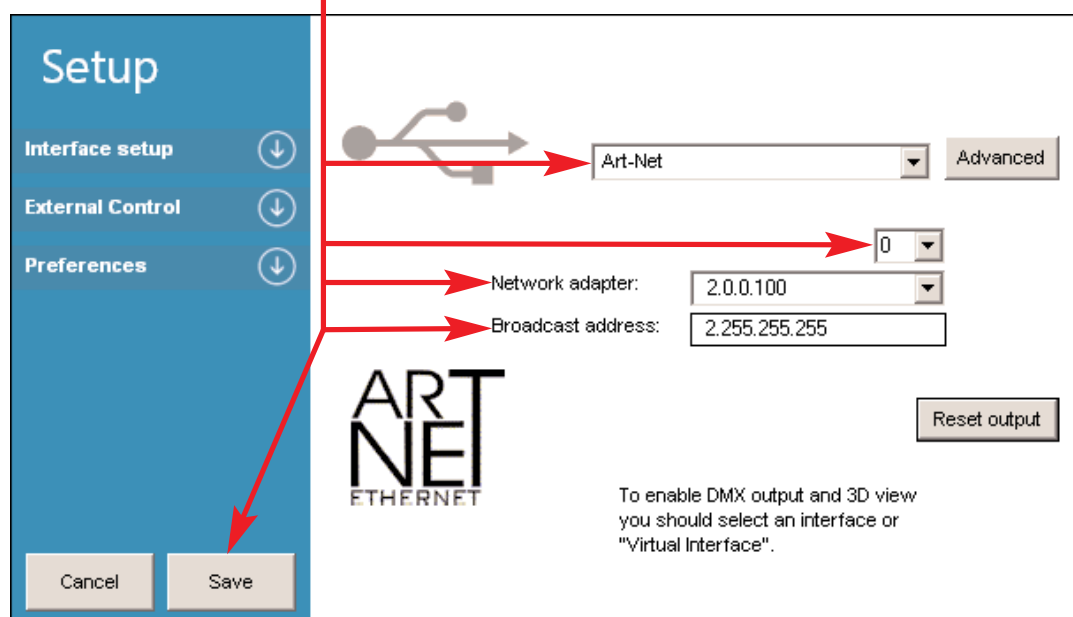 Setup
Interface setup
External Control
Preferences
Art-Net
Advanced
0
Network adapter:
2.0.0.100
Broadcast address:
2.255.255.255
ART
NET
ETHERNET
Reset output
To enable DMX output and 3D view
you should select an interface or
"Virtual Interface".
Cancel
Save